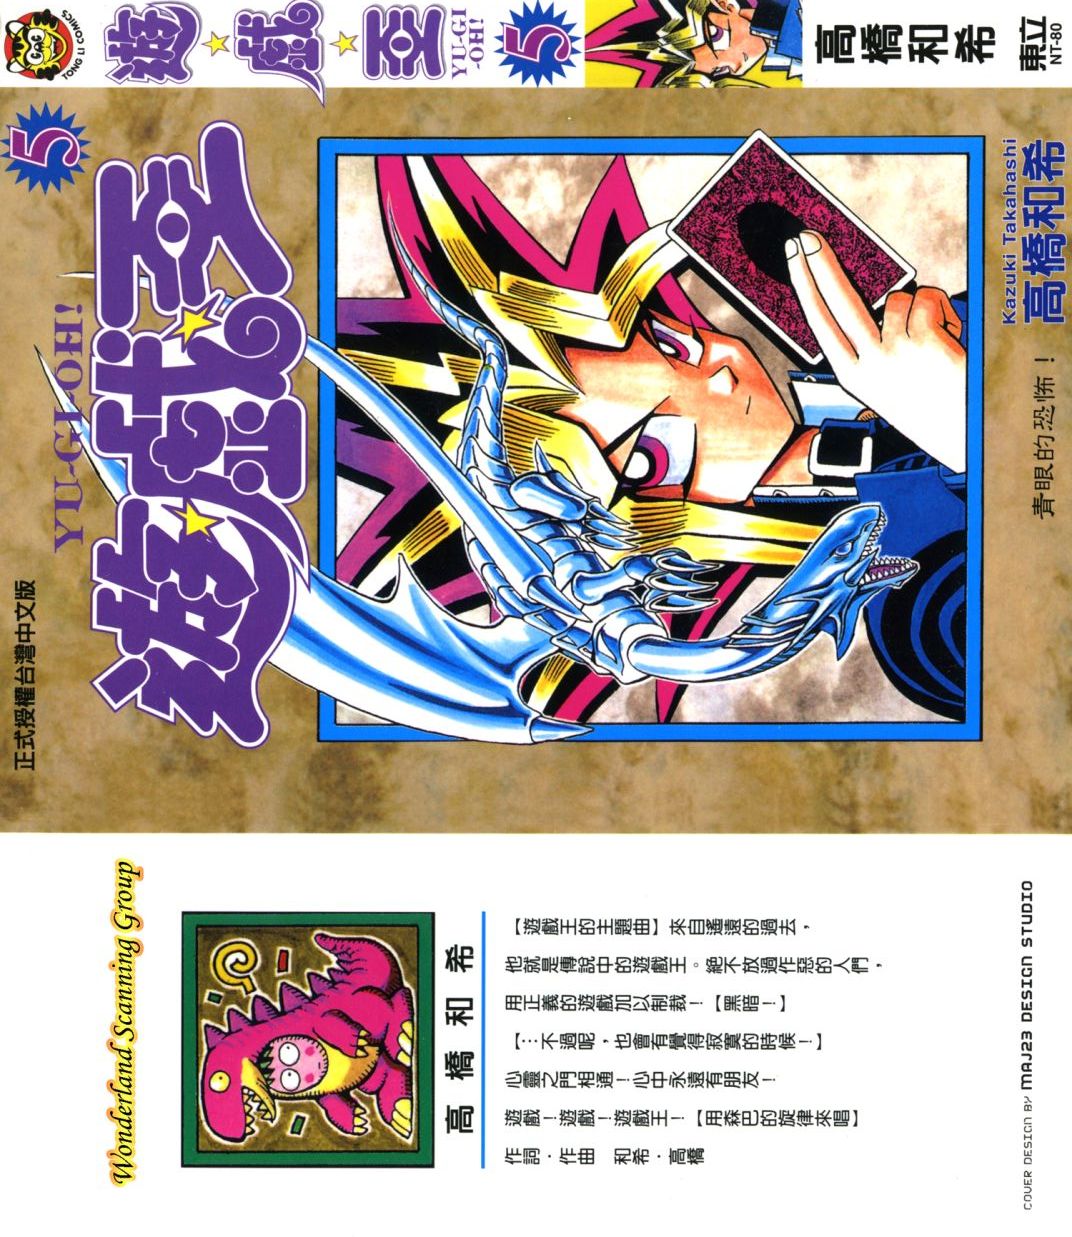 TONG LI COMICS
遊☆戲☆王
YU-GI
-OH!
5
高橋和希
東立
NT-80
5
正式授權台灣中文版
YU-GI-OH!
遊☆戲☆王
Kazuki Takahashi
高橋和希
青眼的恐怖！
Wonderland Scanning Group
高橋和希
【遊戲王的主題曲】來自遙遠的過去，
他就是傳說中的遊戲王。絕不放過作惡的人們，
用正義的遊戲加以制裁！【黑暗！】
【…不過呢，也會有覺得寂寞的時候！】
心靈之門相通！心中永遠有朋友！
遊戲！遊戲！遊戲王！【用森巴的旋律來唱】
作詞・作曲　和希・高橋
COVER DESIGN BY MAJ23 DESIGN STUDIO